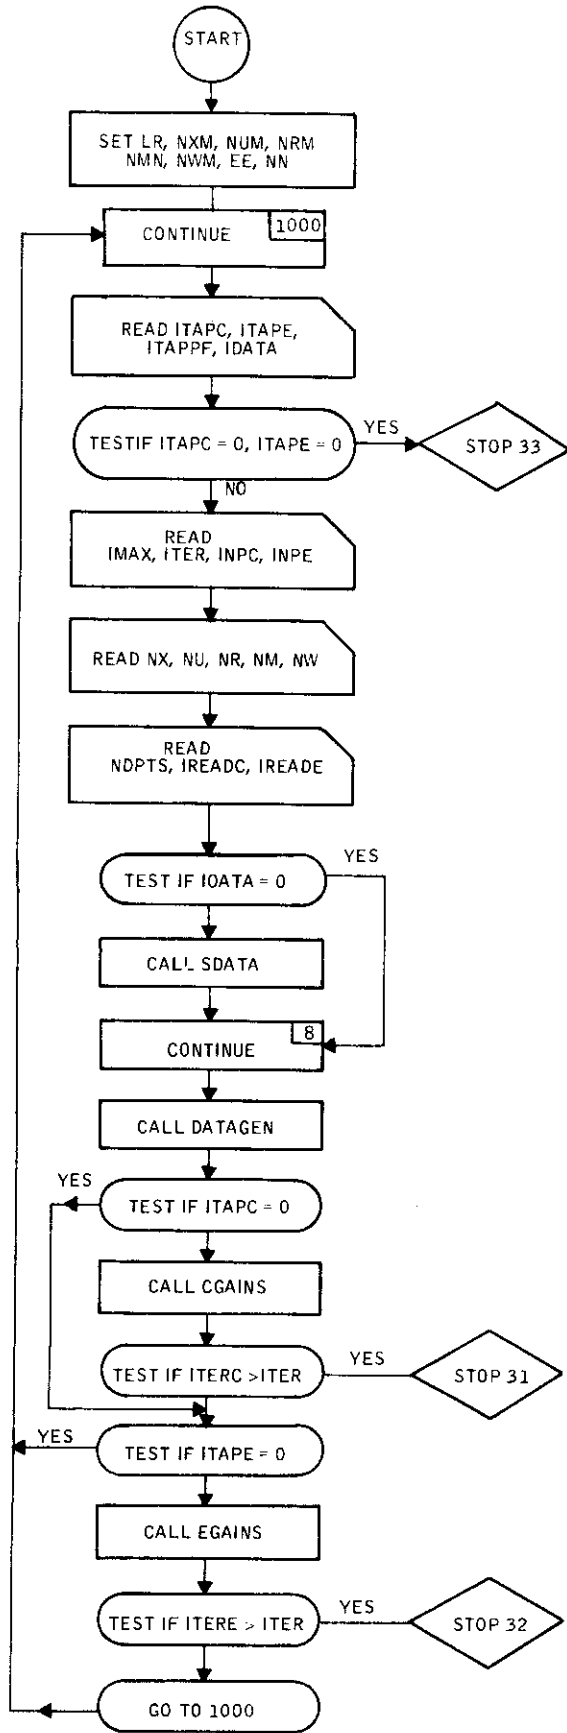 START
SET LR, NXM, NUM, NRM
NMN, NWM, EE, NN
CONTINUE
1000
READ ITAPC, ITAPE,
ITAPPF, IDATA
TESTIF ITAPC = 0, ITAPE = 0
YES
STOP 33
NO
READ
IMAX, ITER, INPC, INPE
READ NX, NU, NR, NM, NW
READ
NDPTS, IREADC, IREADE
TEST IF IOATA = 0
YES
CALL SDATA
CONTINUE
8
CALL DATAGEN
YES
TEST IF ITAPC = 0
CALL CGAINS
TEST IF ITERC >ITER
YES
STOP 31
YES
TEST IF ITAPE = 0
CALL EGAINS
TEST IF ITERE > ITER
YES
STOP 32
GO TO 1000